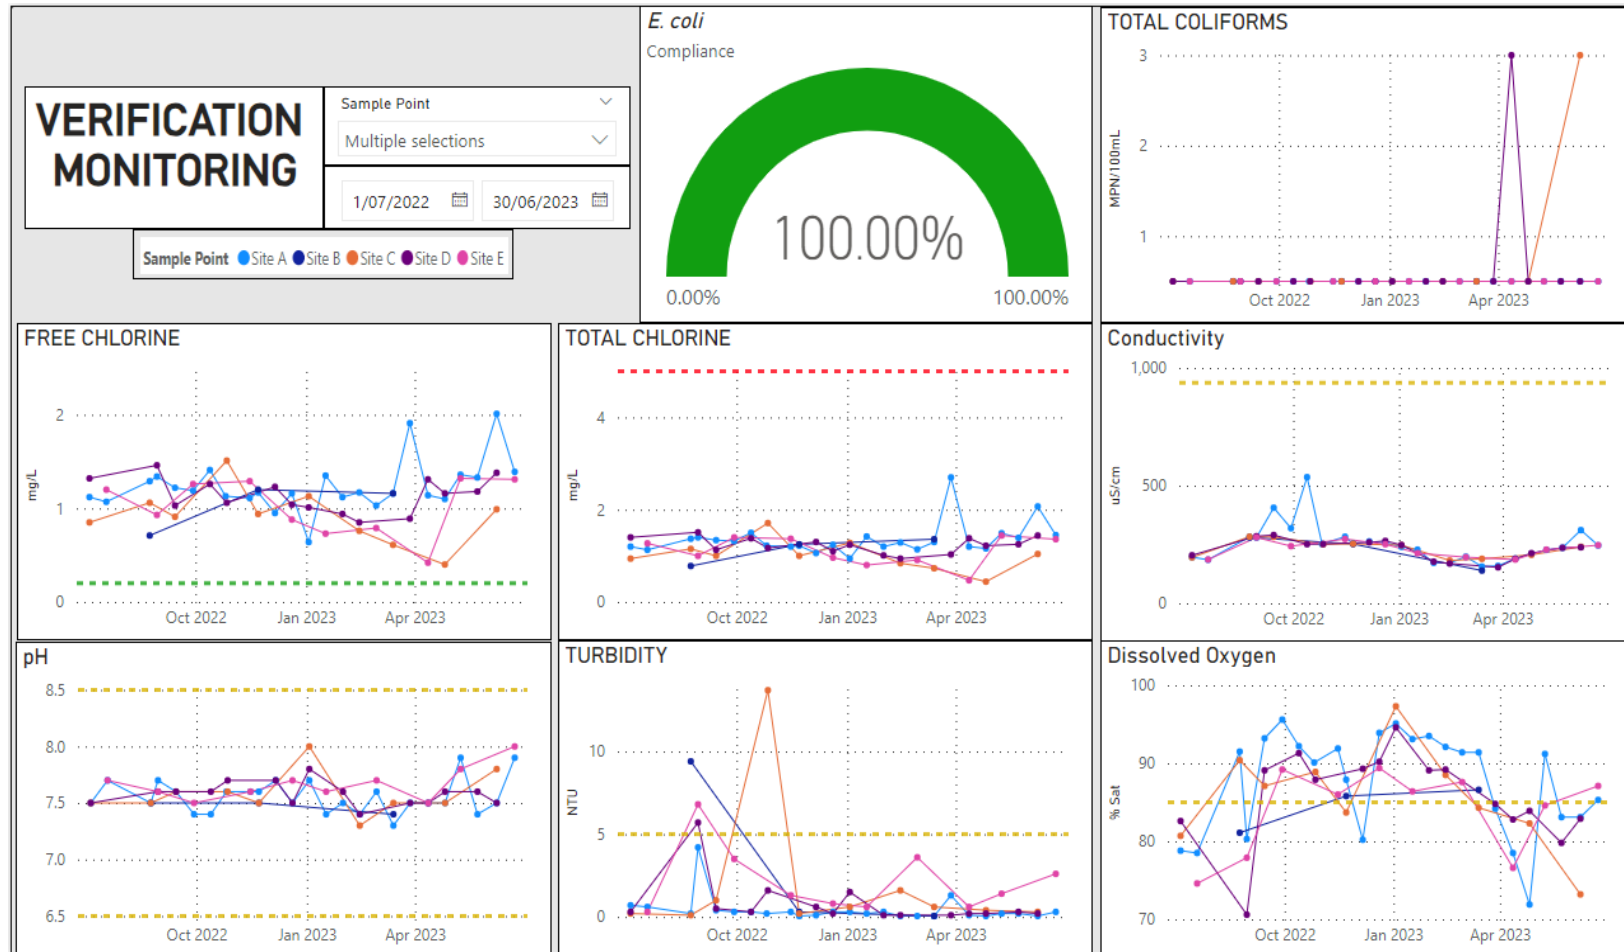 VERIFICATION
MONITORING
Sample Point
Multiple selections
1/07/2022
30/06/2023
Sample Point Site A Site B Site C Site D Site E
E. coli
Compliance
100.00%
0.00%
100.00%
TOTAL COLIFORMS
MPN/100mL
3
2
1
Oct 2022
Jan 2023
Apr 2023
FREE CHLORINE
mg/L
2
1
0
Oct 2022
Jan 2023
Apr 2023
TOTAL CHLORINE
mg/L
4
2
0
Oct 2022
Jan 2023
Apr 2023
Conductivity
uS/cm
1,000
500
0
Oct 2022
Jan 2023
Apr 2023
pH
8.5
8.0
7.5
7.0
6.5
Oct 2022
Jan 2023
Apr 2023
TURBIDITY
NTU
10
5
0
Oct 2022
Jan 2023
Apr 2023
Dissolved Oxygen
% Sat
100
90
80
70
Oct 2022
Jan 2023
Apr 2023